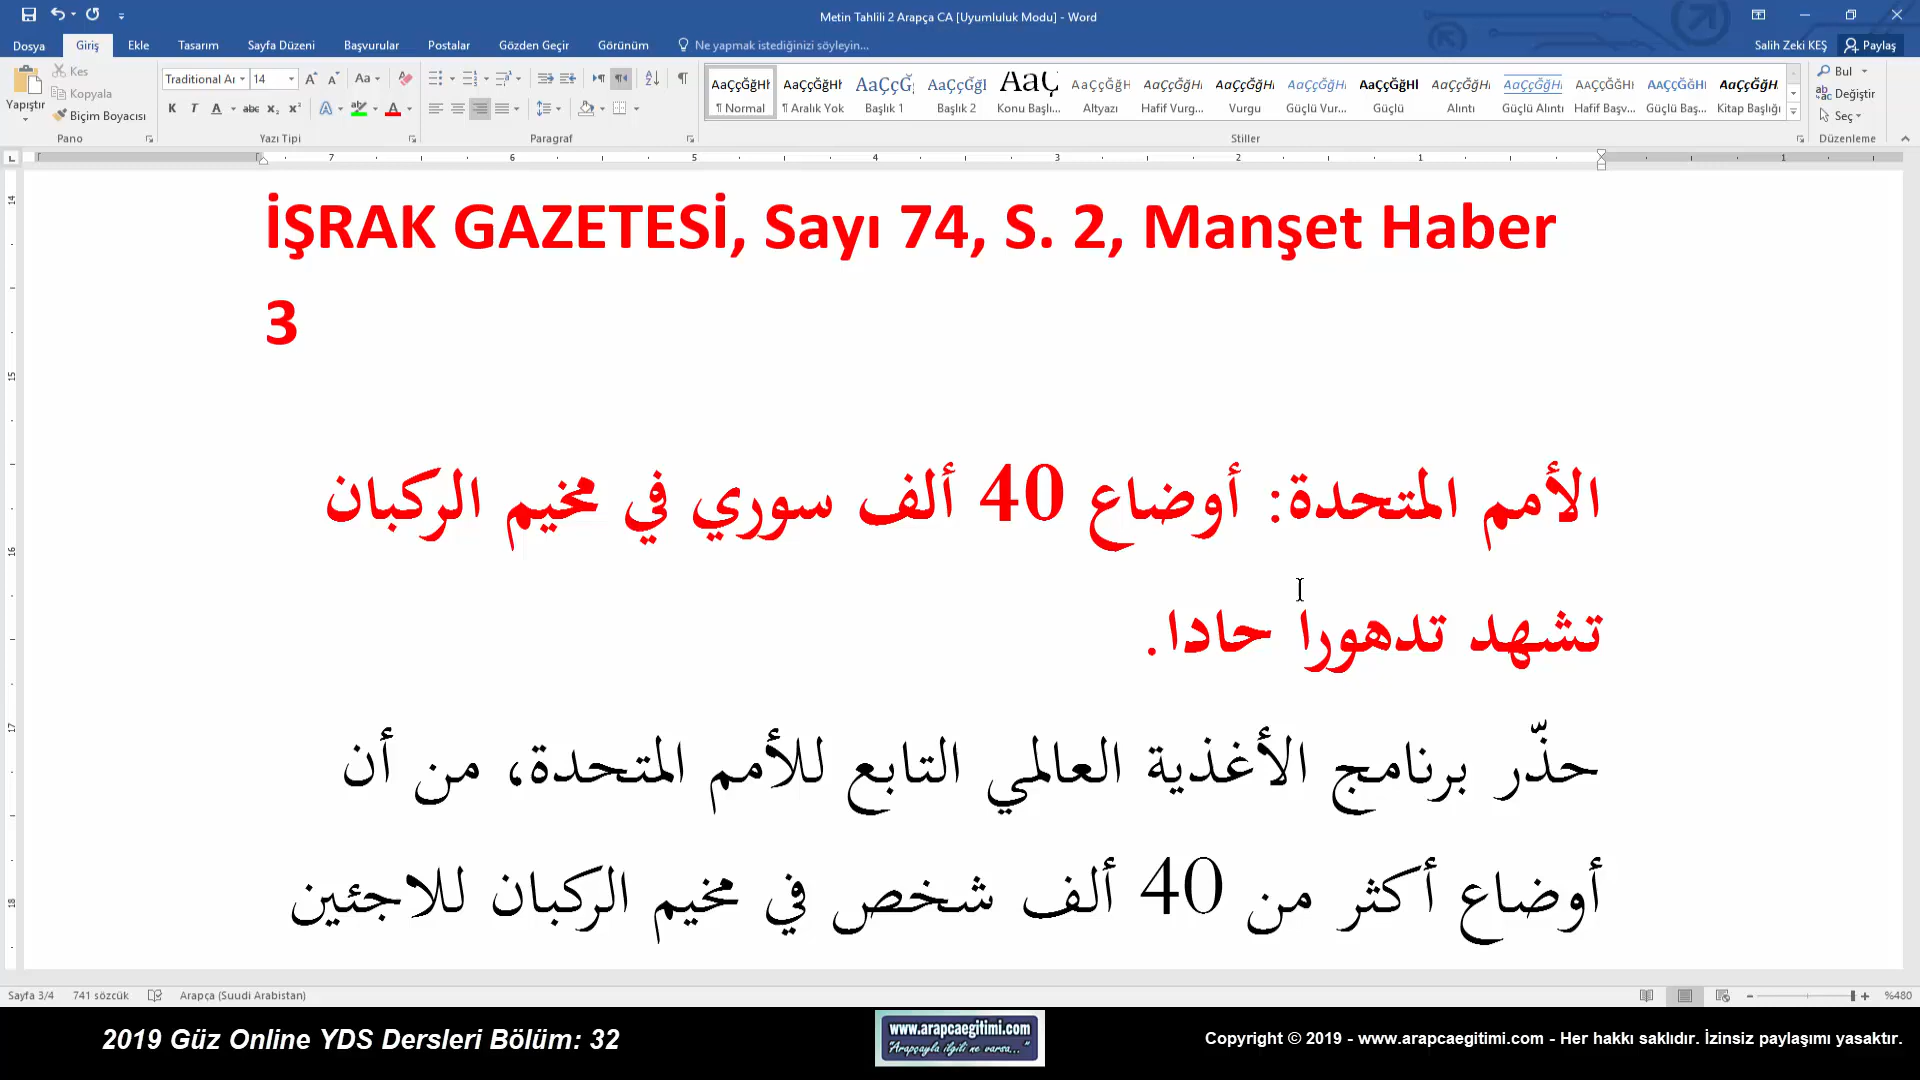 Metin Tahlili 2 Arapça CA [Uyumluluk Modu] - Word
Dosya Giriş Ekle Tasarım Sayfa Düzeni Başvurular Postalar Gözden Geçir Görünüm Ne yapmak istediğinizi söyleyin... Salih Zeki KEŞ Paylaş
Yapıştır
Kes
Kopyala
Biçim Boyacısı
Pano
Traditional Ar 14
Yazı Tipi
Paragraf
¶ Normal ¶ Aralık Yok Başlık 1 Başlık 2 Konu Başlı... Altyazı Hafif Vurg... Vurgu Güçlü Vur... Güçlü Alıntı Güçlü Alıntı Hafif Başv... Güçlü Baş... Kitap Başlığı
Stiller
Bul
Değiştir
Seç
Düzenleme
İŞRAK GAZETESİ, Sayı 74, S. 2, Manşet Haber
3
الأمم المتحدة: أوضاع 40 ألف سوري في مخيم الركبان
تشهد تدهورا حادا.
حذّر برنامج الأغذية العالمي التابع للأمم المتحدة، من أن
أوضاع أكثر من 40 ألف شخص في مخيم الركبان للاجئين
Sayfa 3/4 741 sözcük Arapça (Suudi Arabistan) %480
2019 Güz Online YDS Dersleri Bölüm: 32
www.arapcaegitimi.com
"Arapçayla ilgili ne varsa..."
Copyright © 2019 - www.arapcaegitimi.com - Her hakkı saklıdır. İzinsiz paylaşımı yasaktır.